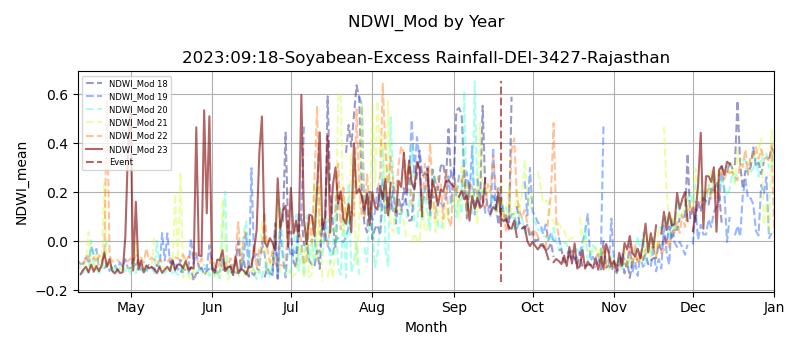 NDWI_Mod by Year
2023:09:18-Soyabean-Excess Rainfall-DEI-3427-Rajasthan
NDWI_mean
0.6
0.4
0.2
0.0
−0.2
NDWI_Mod 18
NDWI_Mod 19
NDWI_Mod 20
NDWI_Mod 21
NDWI_Mod 22
NDWI_Mod 23
Event
May Jun Jul Aug Sep Oct Nov Dec Jan
Month